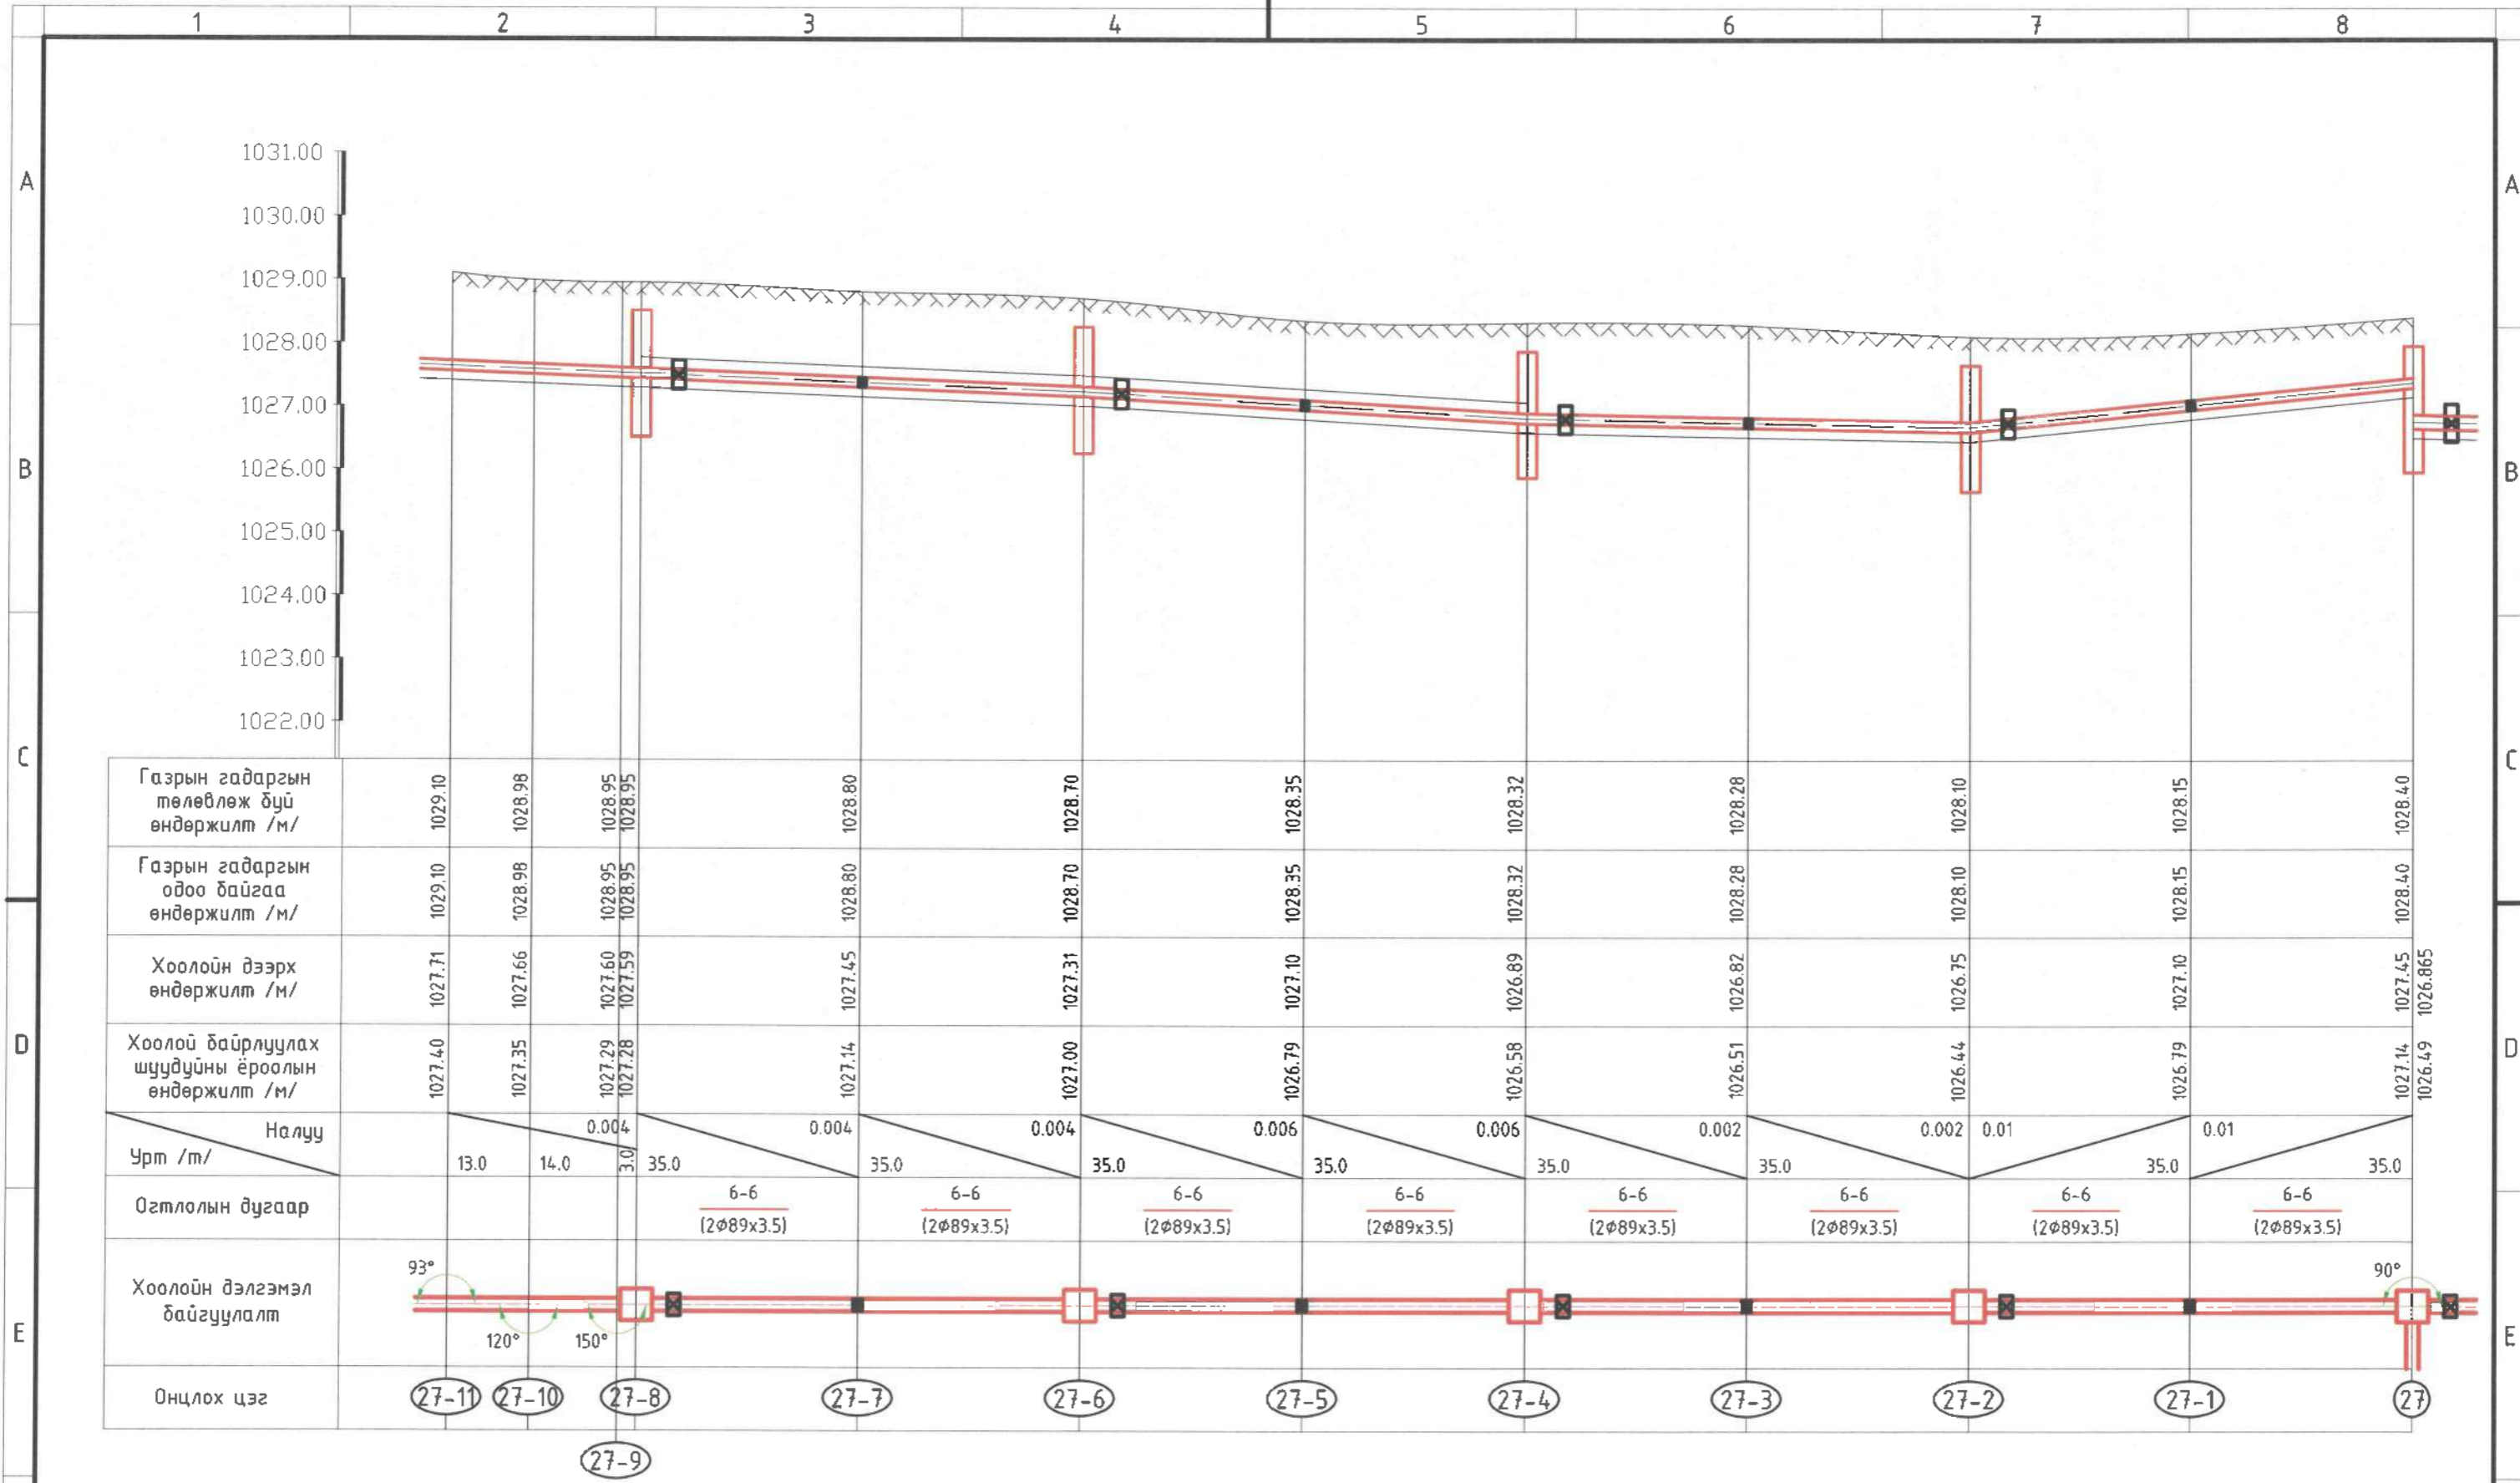 1 2 3 4 5 6 7 8
A A
B B
C C
D D
E E
1031.00
1030.00
1029.00
1028.00
1027.00
1026.00
1025.00
1024.00
1023.00
1022.00
Газрын гадаргын
төлөвлөж буй
өндөржилт /м/
1029.10 1028.98 1028.95 1028.95 1028.80 1028.70 1028.35 1028.32 1028.28 1028.10 1028.15 1028.40
Газрын гадаргын
одоо байгаа
өндөржилт /м/
1029.10 1028.98 1028.95 1028.95 1028.80 1028.70 1028.35 1028.32 1028.28 1028.10 1028.15 1028.40
Хоолойн дээрх
өндөржилт /м/
1027.71 1027.66 1027.60 1027.59 1027.45 1027.31 1027.10 1026.89 1026.82 1026.75 1027.10 1027.45 1026.865
Хоолой байрлуулах
шуудуйны ёроолын
өндөржилт /м/
1027.40 1027.35 1027.29 1027.28 1027.14 1027.00 1026.79 1026.58 1026.51 1026.44 1026.79 1027.14 1026.49
Налуу
0.004 0.004 0.004 0.006 0.006 0.002 0.002 0.01 0.01
Урт /m/
13.0 14.0 3.0 35.0 35.0 35.0 35.0 35.0 35.0 35.0 35.0
Огтлолын дугаар
6-6 6-6 6-6 6-6 6-6 6-6 6-6 6-6
(2Ø89x3.5) (2Ø89x3.5) (2Ø89x3.5) (2Ø89x3.5) (2Ø89x3.5) (2Ø89x3.5) (2Ø89x3.5) (2Ø89x3.5)
Хоолойн дэлгэмэл
байгуулалт
93° 90°
120° 150°
Онцлох цэг
27-11 27-10 27-8 27-7 27-6 27-5 27-4 27-3 27-2 27-1 27
27-9